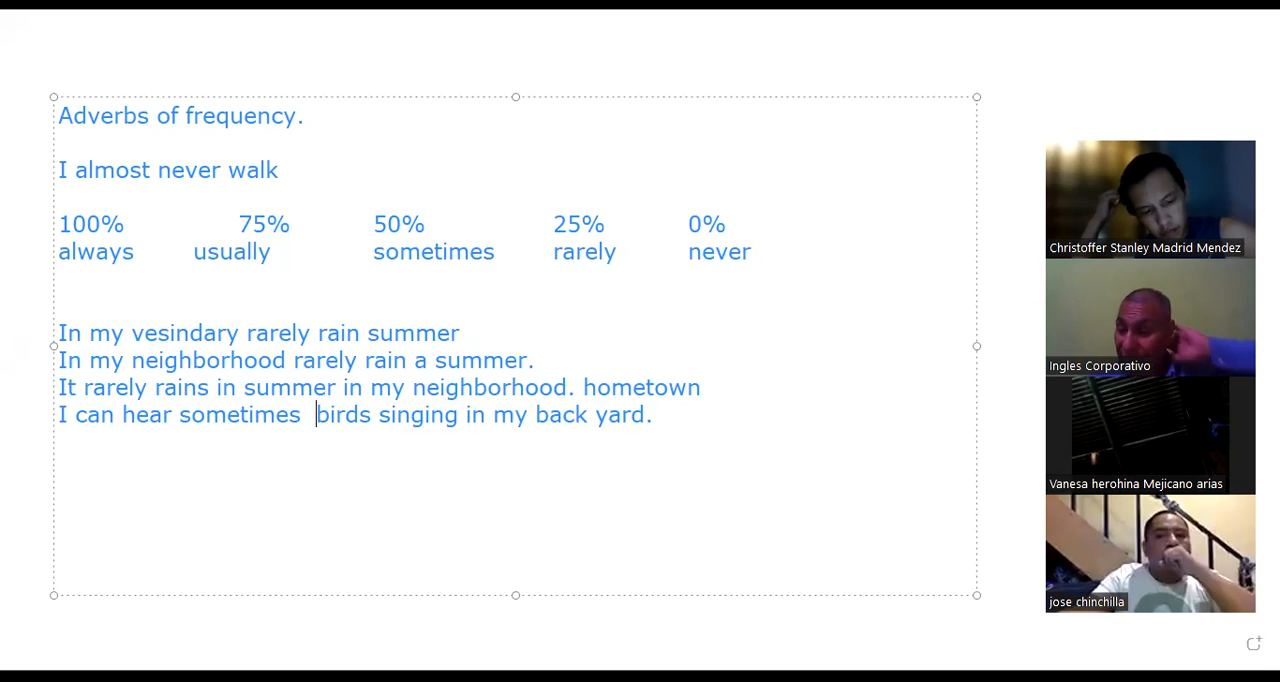 Adverbs of frequency.
I almost never walk
100% 75% 50% 25% 0%
always usually sometimes rarely never
In my vesindary rarely rain summer
In my neighborhood rarely rain a summer.
It rarely rains in summer in my neighborhood. hometown
I can hear sometimes birds singing in my back yard.
Christoffer Stanley Madrid Mendez
Ingles Corporativo
Vanesa herohina Mejicano arias
jose chinchilla